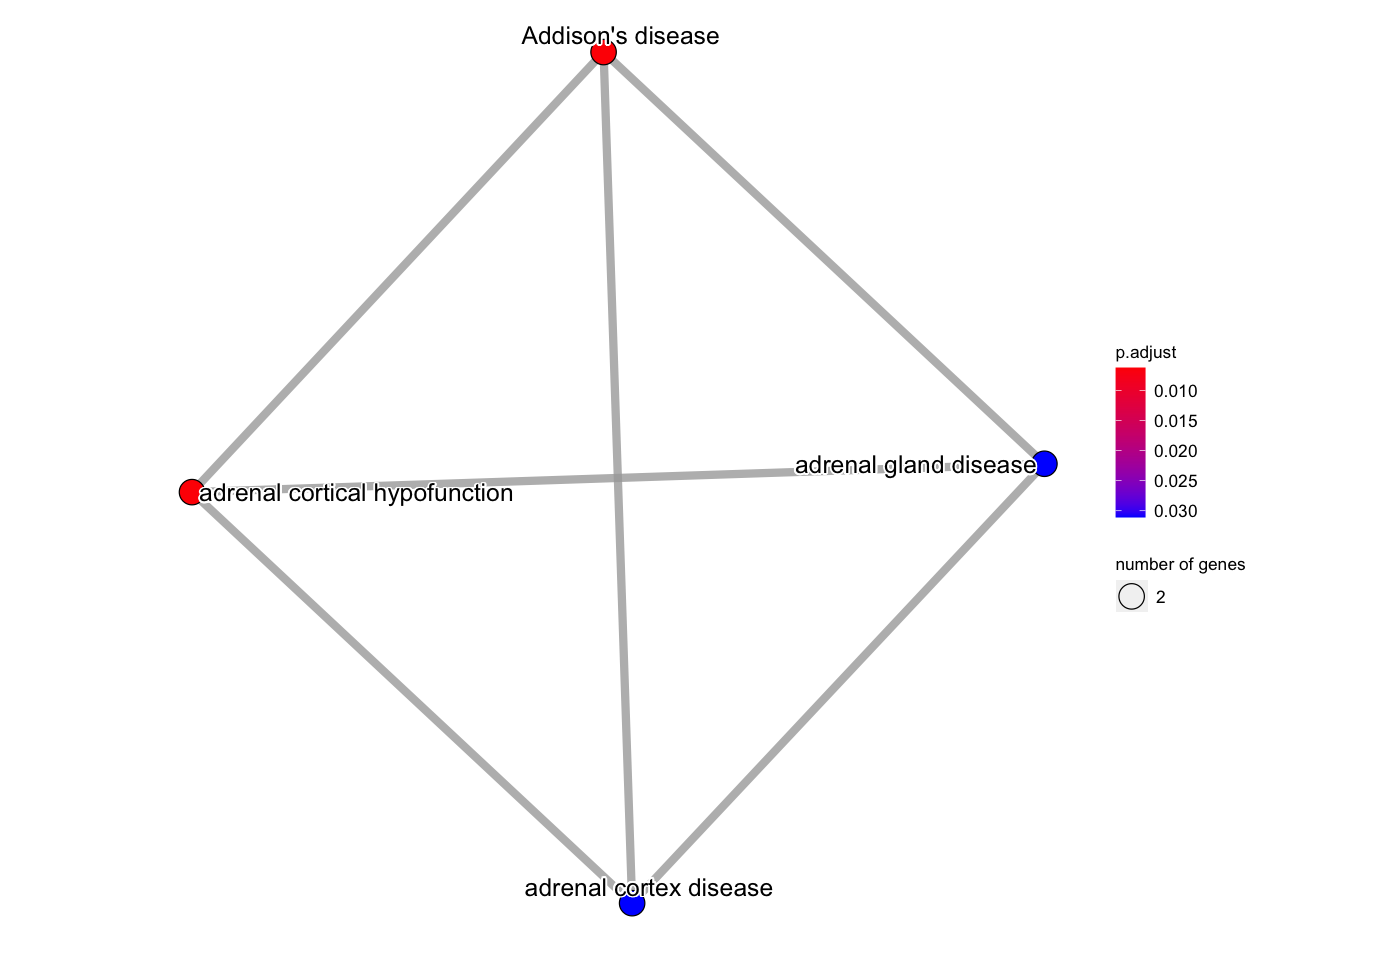 Addison's disease
adrenal gland disease
adrenal cortical hypofunction
adrenal cortex disease
p.adjust
0.010
0.015
0.020
0.025
0.030
number of genes
2